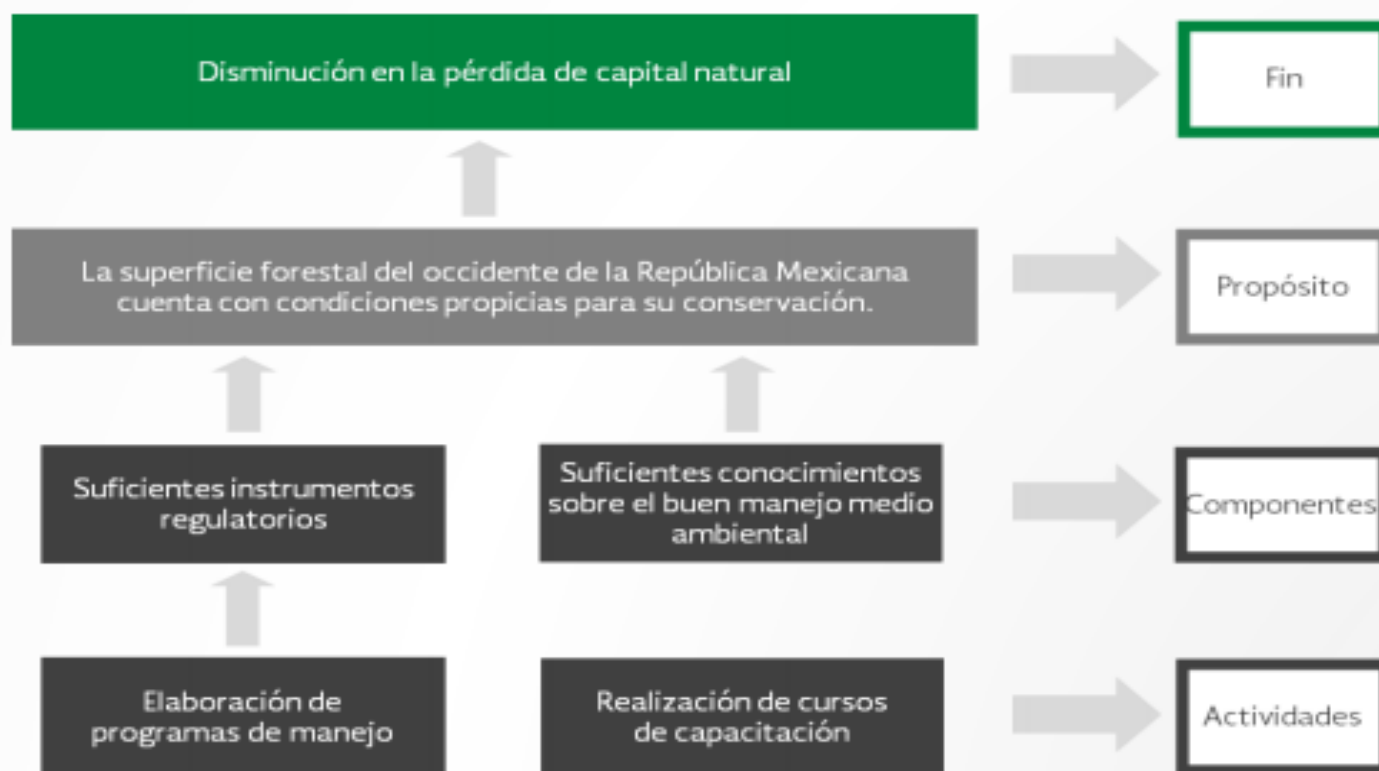 Disminución en la pérdida de capital natural
Fin
La superficie forestal del occidente de la República Mexicana
cuenta con condiciones propicias para su conservación.
Propósito
Suficientes instrumentos
regulatorios
Suficientes conocimientos
sobre el buen manejo medio
ambiental
Componentes
Elaboración de
programas de manejo
Realización de cursos
de capacitación
Actividades